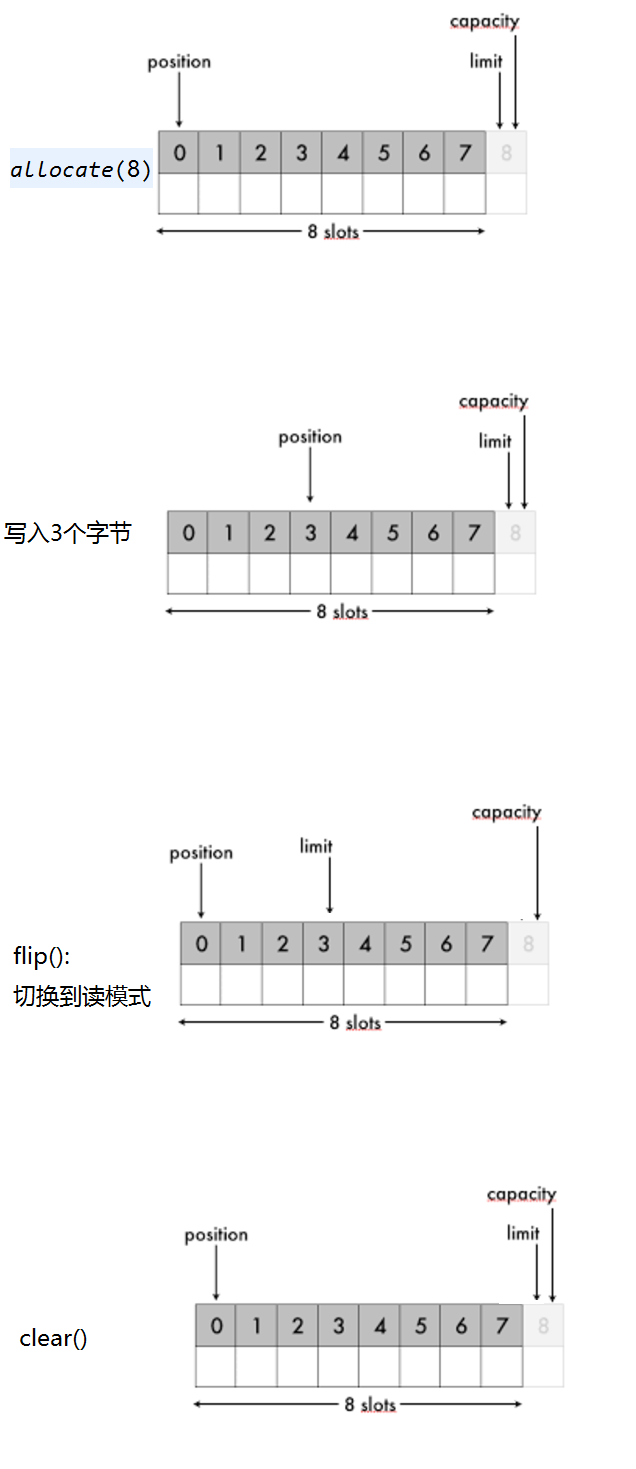 capacity
position
limit
allocate(8)
0 1 2 3 4 5 6 7 8
8 slots
capacity
position
limit
写入3个字节
0 1 2 3 4 5 6 7 8
8 slots
capacity
position
limit
0 1 2 3 4 5 6 7 8
flip():
切换到读模式
8 slots
capacity
position
limit
0 1 2 3 4 5 6 7 8
clear()
8 slots